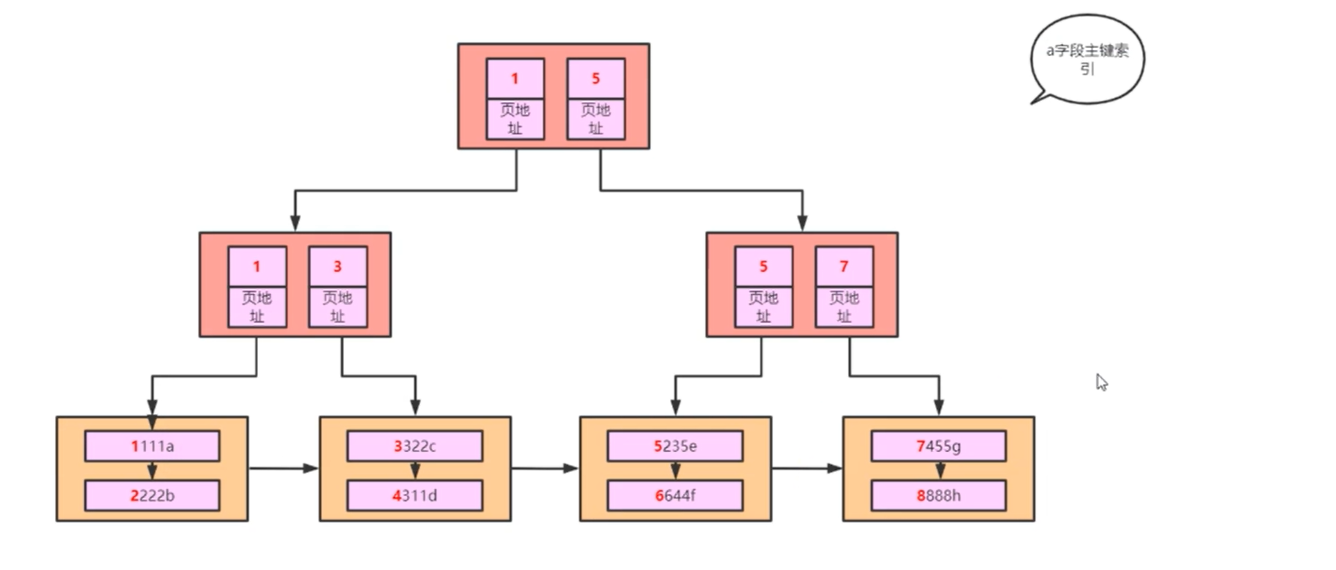 a字段主键索
引
1
5
页地
址
页地
址
1
3
5
7
页地
址
页地
址
页地
址
页地
址
1111a
3322c
5235e
7455g
2222b
4311d
6644f
8888h